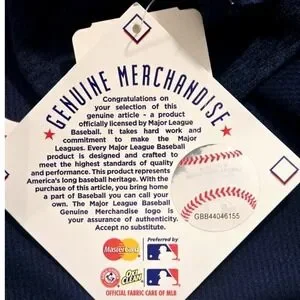 GENUINE MERCHANDISE
Congratulations on
your selection of this
genuine article - a product
officially licensed by Major League
Baseball. It takes hard work and
commitment to make the Major
Leagues. Every Major League Baseball
product is designed and crafted to
meet the highest standards of quality
and performance. This product represents
America's long baseball heritage. With the
purchase of this article, you bring home
a part of Baseball you can call your
own. The Major League Baseball
Genuine Merchandise logo is
your assurance of authenticity.
Accept no substitute.
GBB44046155
MasterCard
Preferred by
OXI
CLEAN
OFFICIAL FABRIC CARE OF MLB